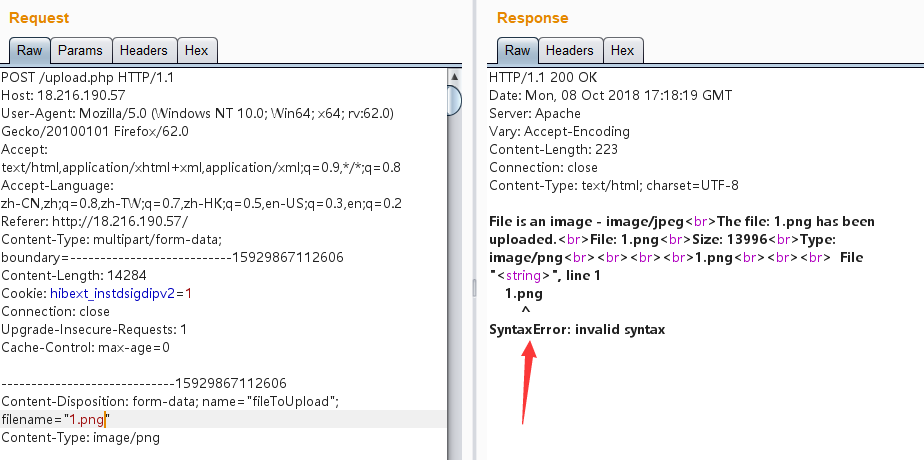 Request
Raw Params Headers Hex
POST /upload.php HTTP/1.1
Host: 18.216.190.57
User-Agent: Mozilla/5.0 (Windows NT 10.0; Win64; x64; rv:62.0)
Gecko/20100101 Firefox/62.0
Accept:
text/html,application/xhtml+xml,application/xml;q=0.9,*/*;q=0.8
Accept-Language:
zh-CN,zh;q=0.8,zh-TW;q=0.7,zh-HK;q=0.5,en-US;q=0.3,en;q=0.2
Referer: http://18.216.190.57/
Content-Type: multipart/form-data;
boundary=---------------------------15929867112606
Content-Length: 14284
Cookie: hibext_instdsigdipv2=1
Connection: close
Upgrade-Insecure-Requests: 1
Cache-Control: max-age=0
-----------------------------15929867112606
Content-Disposition: form-data; name="fileToUpload";
filename="1.png"
Content-Type: image/png
Response
Raw Headers Hex
HTTP/1.1 200 OK
Date: Mon, 08 Oct 2018 17:18:19 GMT
Server: Apache
Vary: Accept-Encoding
Content-Length: 223
Connection: close
Content-Type: text/html; charset=UTF-8
File is an image - image/jpeg<br>The file: 1.png has been
uploaded.<br>File: 1.png<br>Size: 13996<br>Type:
image/png<br><br><br><br>1.png<br><br><br>  File
"<string>", line 1
1.png
^
SyntaxError: invalid syntax